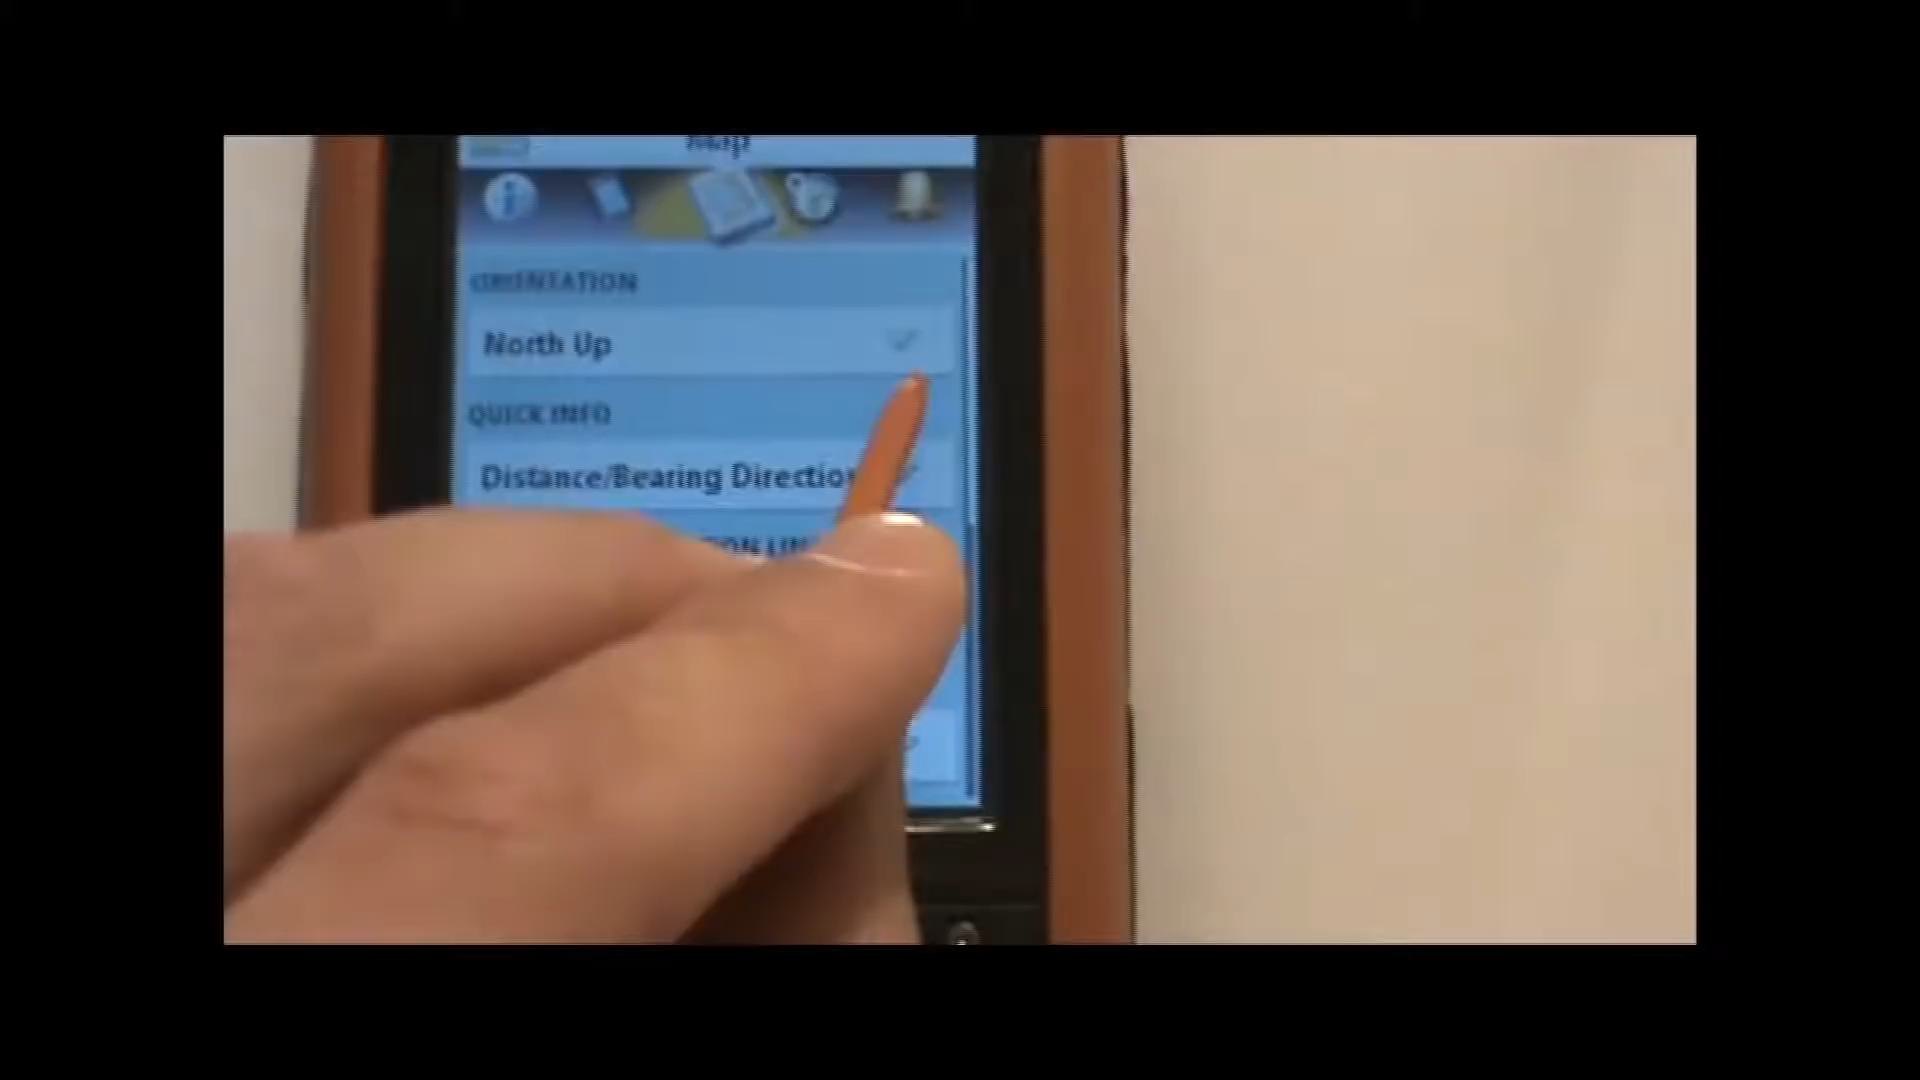 Map
ORIENTATION
North Up
QUICK INFO
Distance/Bearing Direction